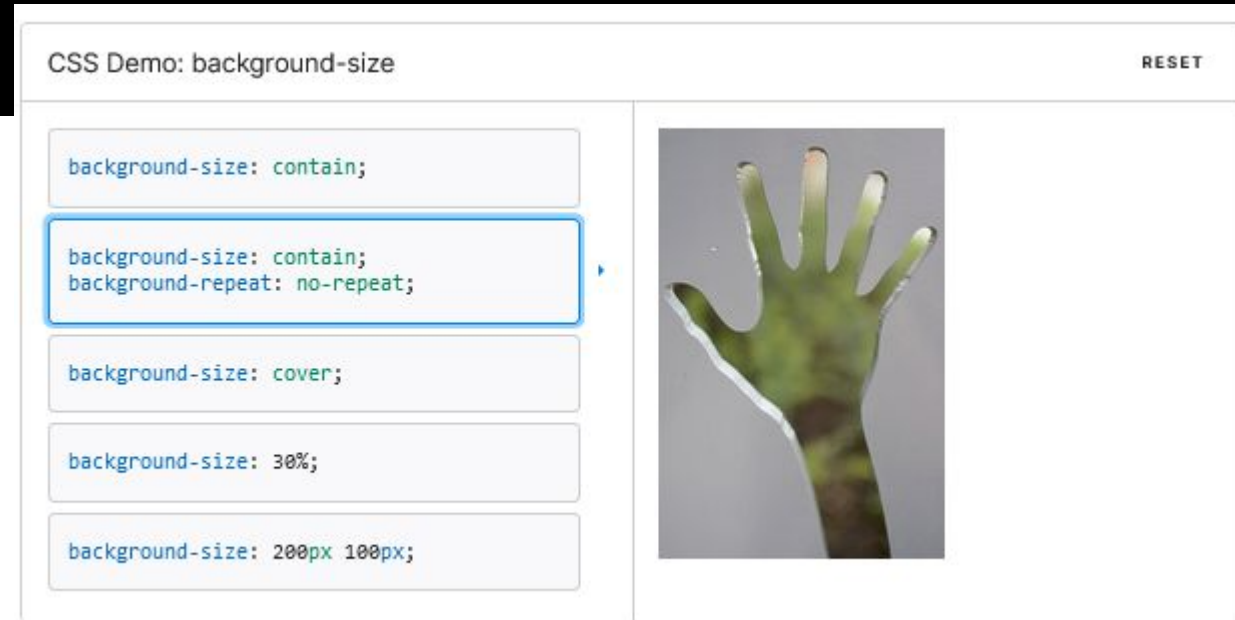 CSS Demo: background-size
RESET
background-size: contain;
background-size: contain;
background-repeat: no-repeat;
background-size: cover;
background-size: 30%;
background-size: 200px 100px;